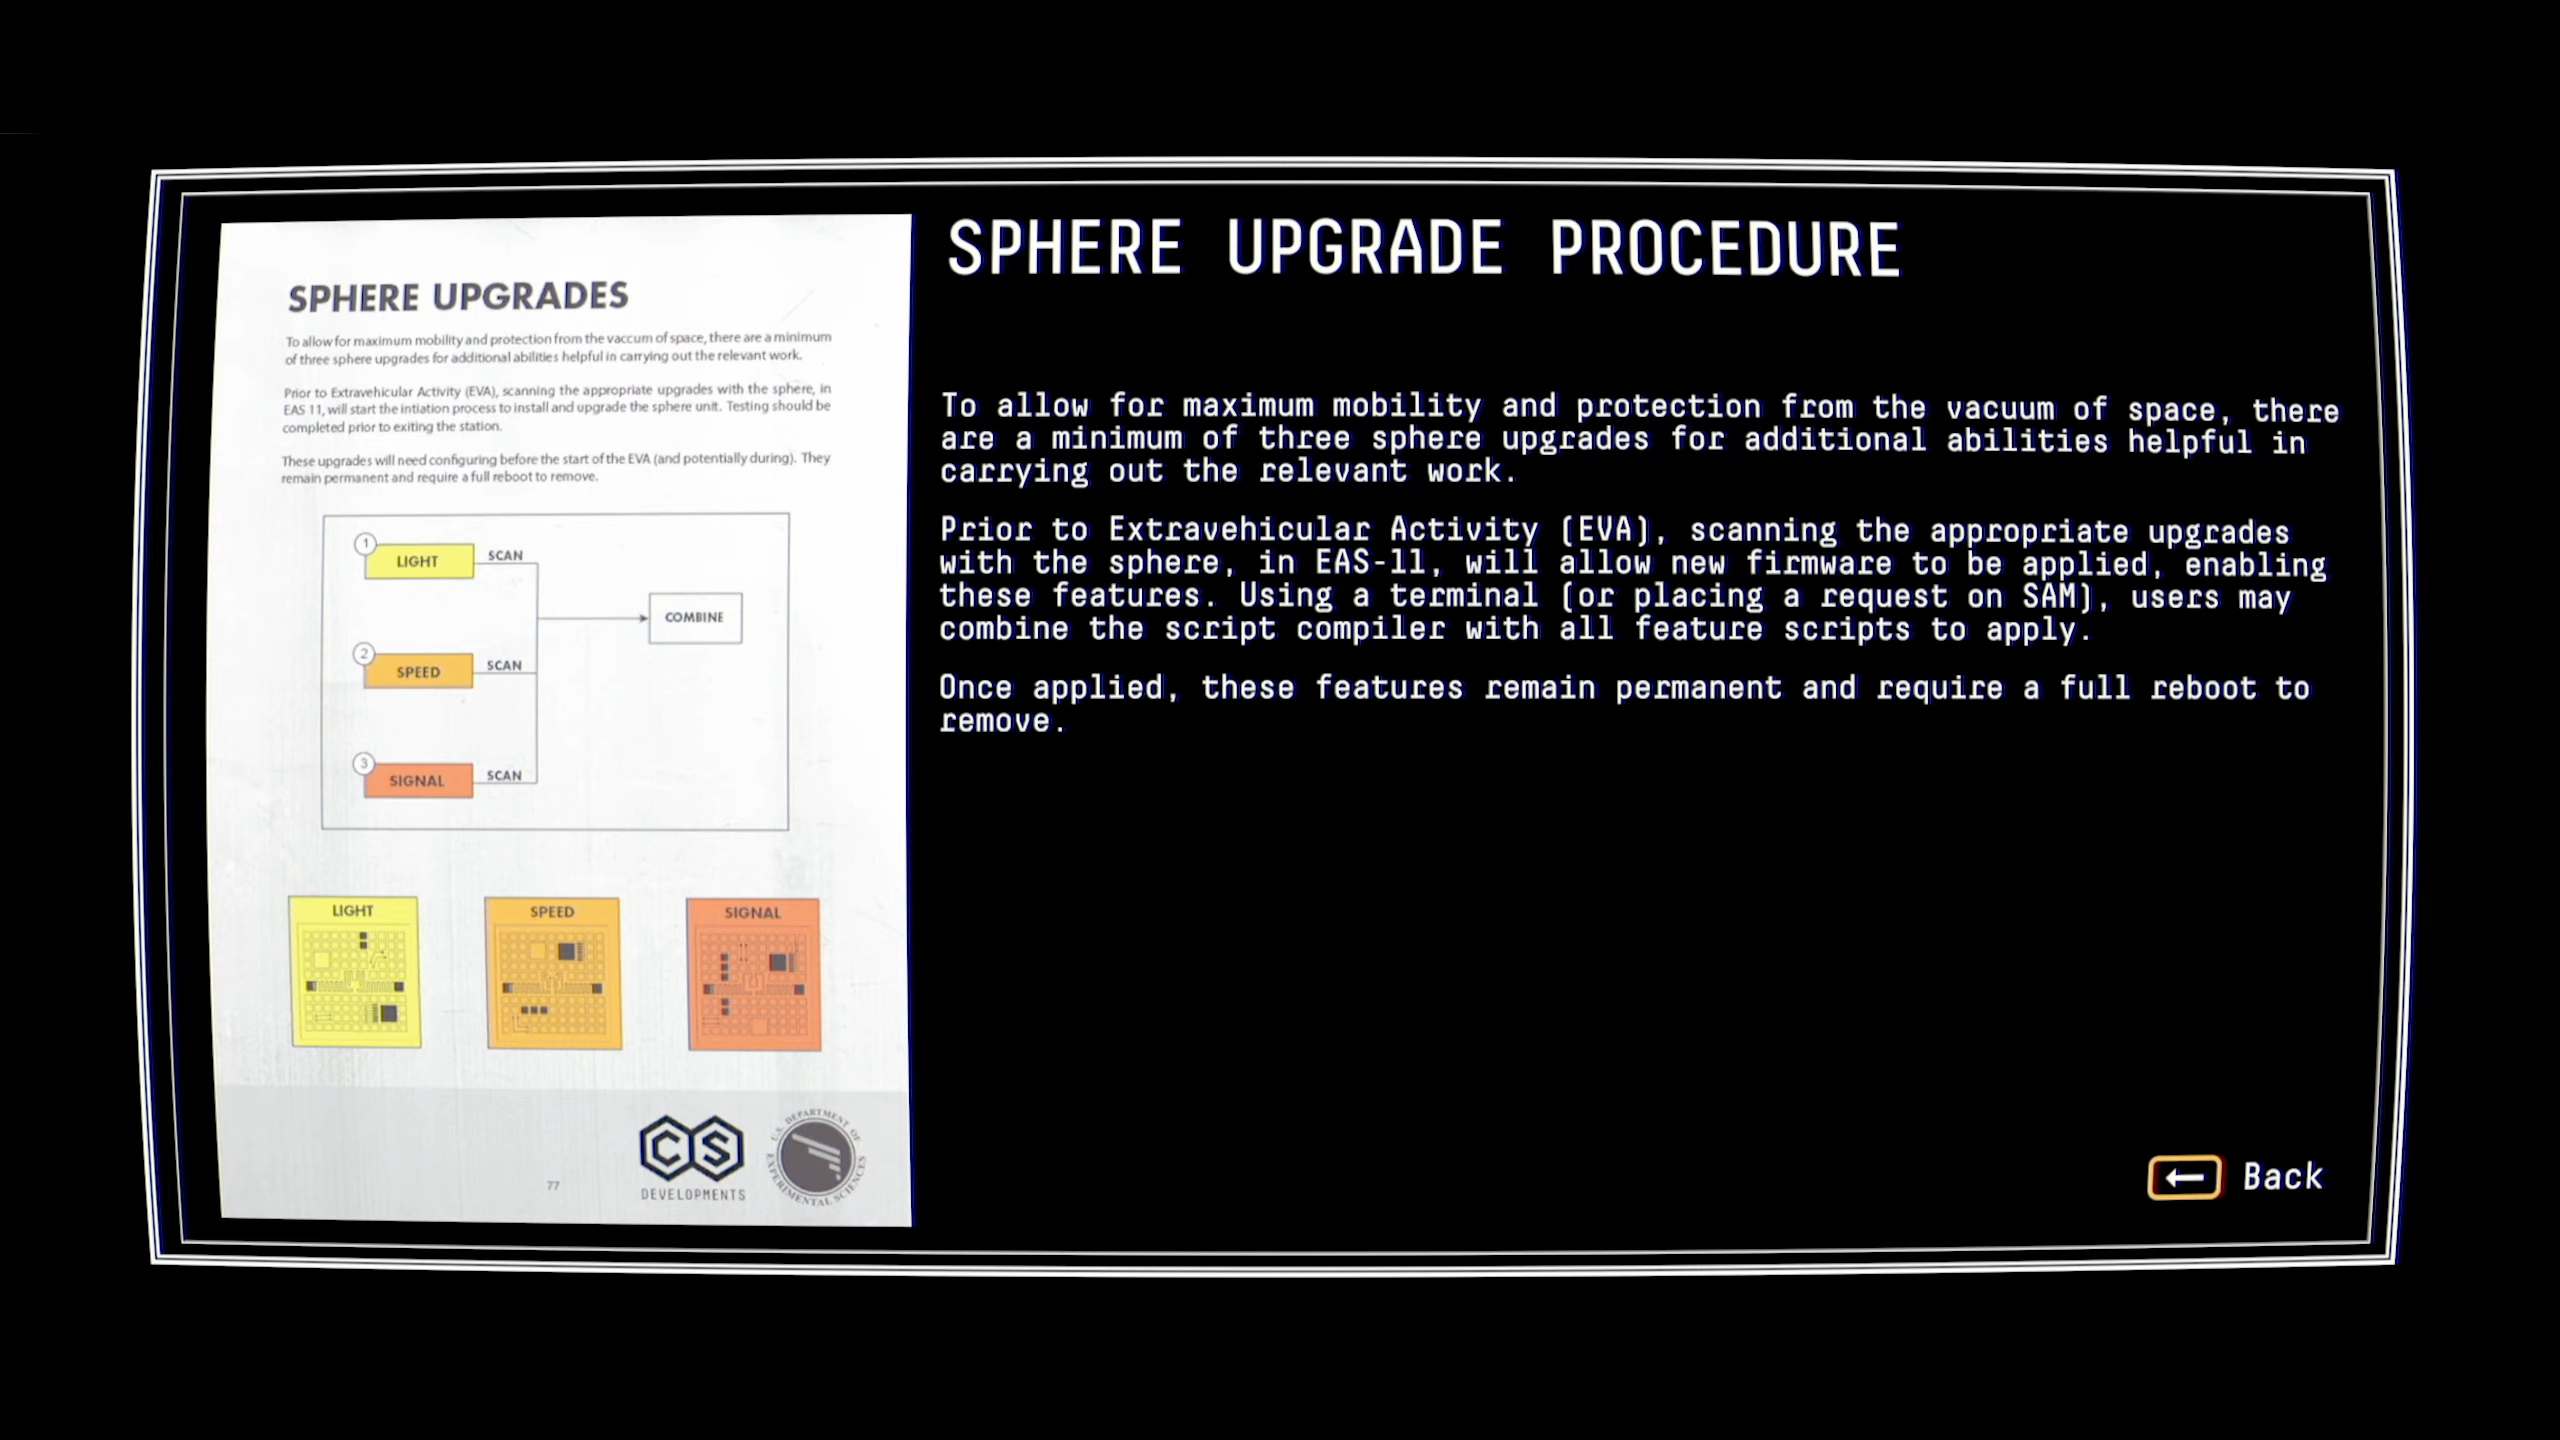 SPHERE UPGRADES
To allow for maximum mobility and protection from the vaccum of space, there are a minimum
of three sphere upgrades for additional abilities helpful in carrying out the relevant work.
Prior to Extravehicular Activity (EVA), scanning the appropriate upgrades with the sphere, in
EAS 11, will start the intiation process to install and upgrade the sphere unit. Testing should be
completed prior to exiting the station.
These upgrades will need configuring before the start of the EVA (and potentially during). They
remain permanent and require a full reboot to remove.
1
LIGHT
SCAN
COMBINE
2
SPEED
SCAN
3
SIGNAL
SCAN
LIGHT
SPEED
SIGNAL
77
CS
DEVELOPMENTS
U.S. DEPARTMENT OF
EXPERIMENTAL SCIENCES
SPHERE UPGRADE PROCEDURE
To allow for maximum mobility and protection from the vacuum of space, there
are a minimum of three sphere upgrades for additional abilities helpful in
carrying out the relevant work.
Prior to Extravehicular Activity (EVA), scanning the appropriate upgrades
with the sphere, in EAS-11, will allow new firmware to be applied, enabling
these features. Using a terminal (or placing a request on SAM), users may
combine the script compiler with all feature scripts to apply.
Once applied, these features remain permanent and require a full reboot to
remove.
← Back